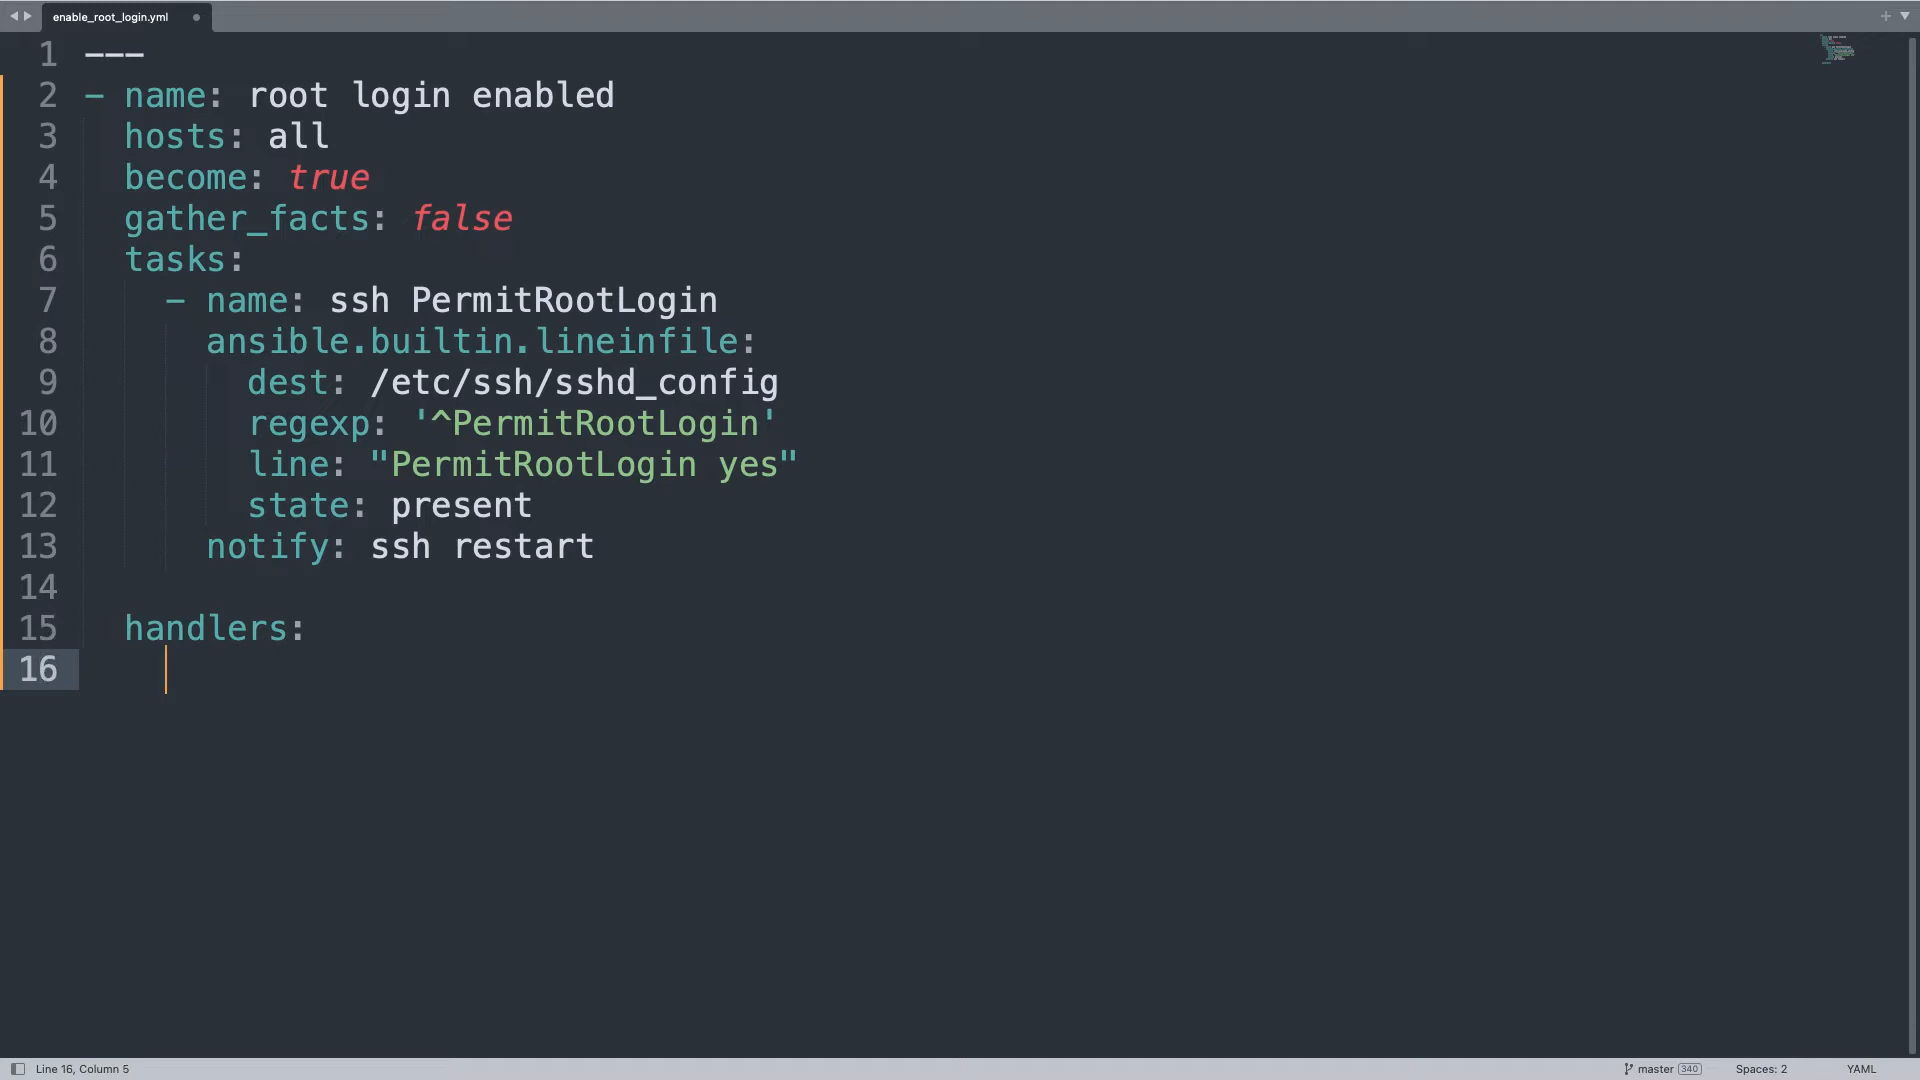 enable_root_login.yml
1 ---
2 - name: root login enabled
3 hosts: all
4 become: true
5 gather_facts: false
6 tasks:
7 - name: ssh PermitRootLogin
8 ansible.builtin.lineinfile:
9 dest: /etc/ssh/sshd_config
10 regexp: '^PermitRootLogin'
11 line: "PermitRootLogin yes"
12 state: present
13 notify: ssh restart
14
15 handlers:
16
Line 16, Column 5 master 340 Spaces: 2 YAML